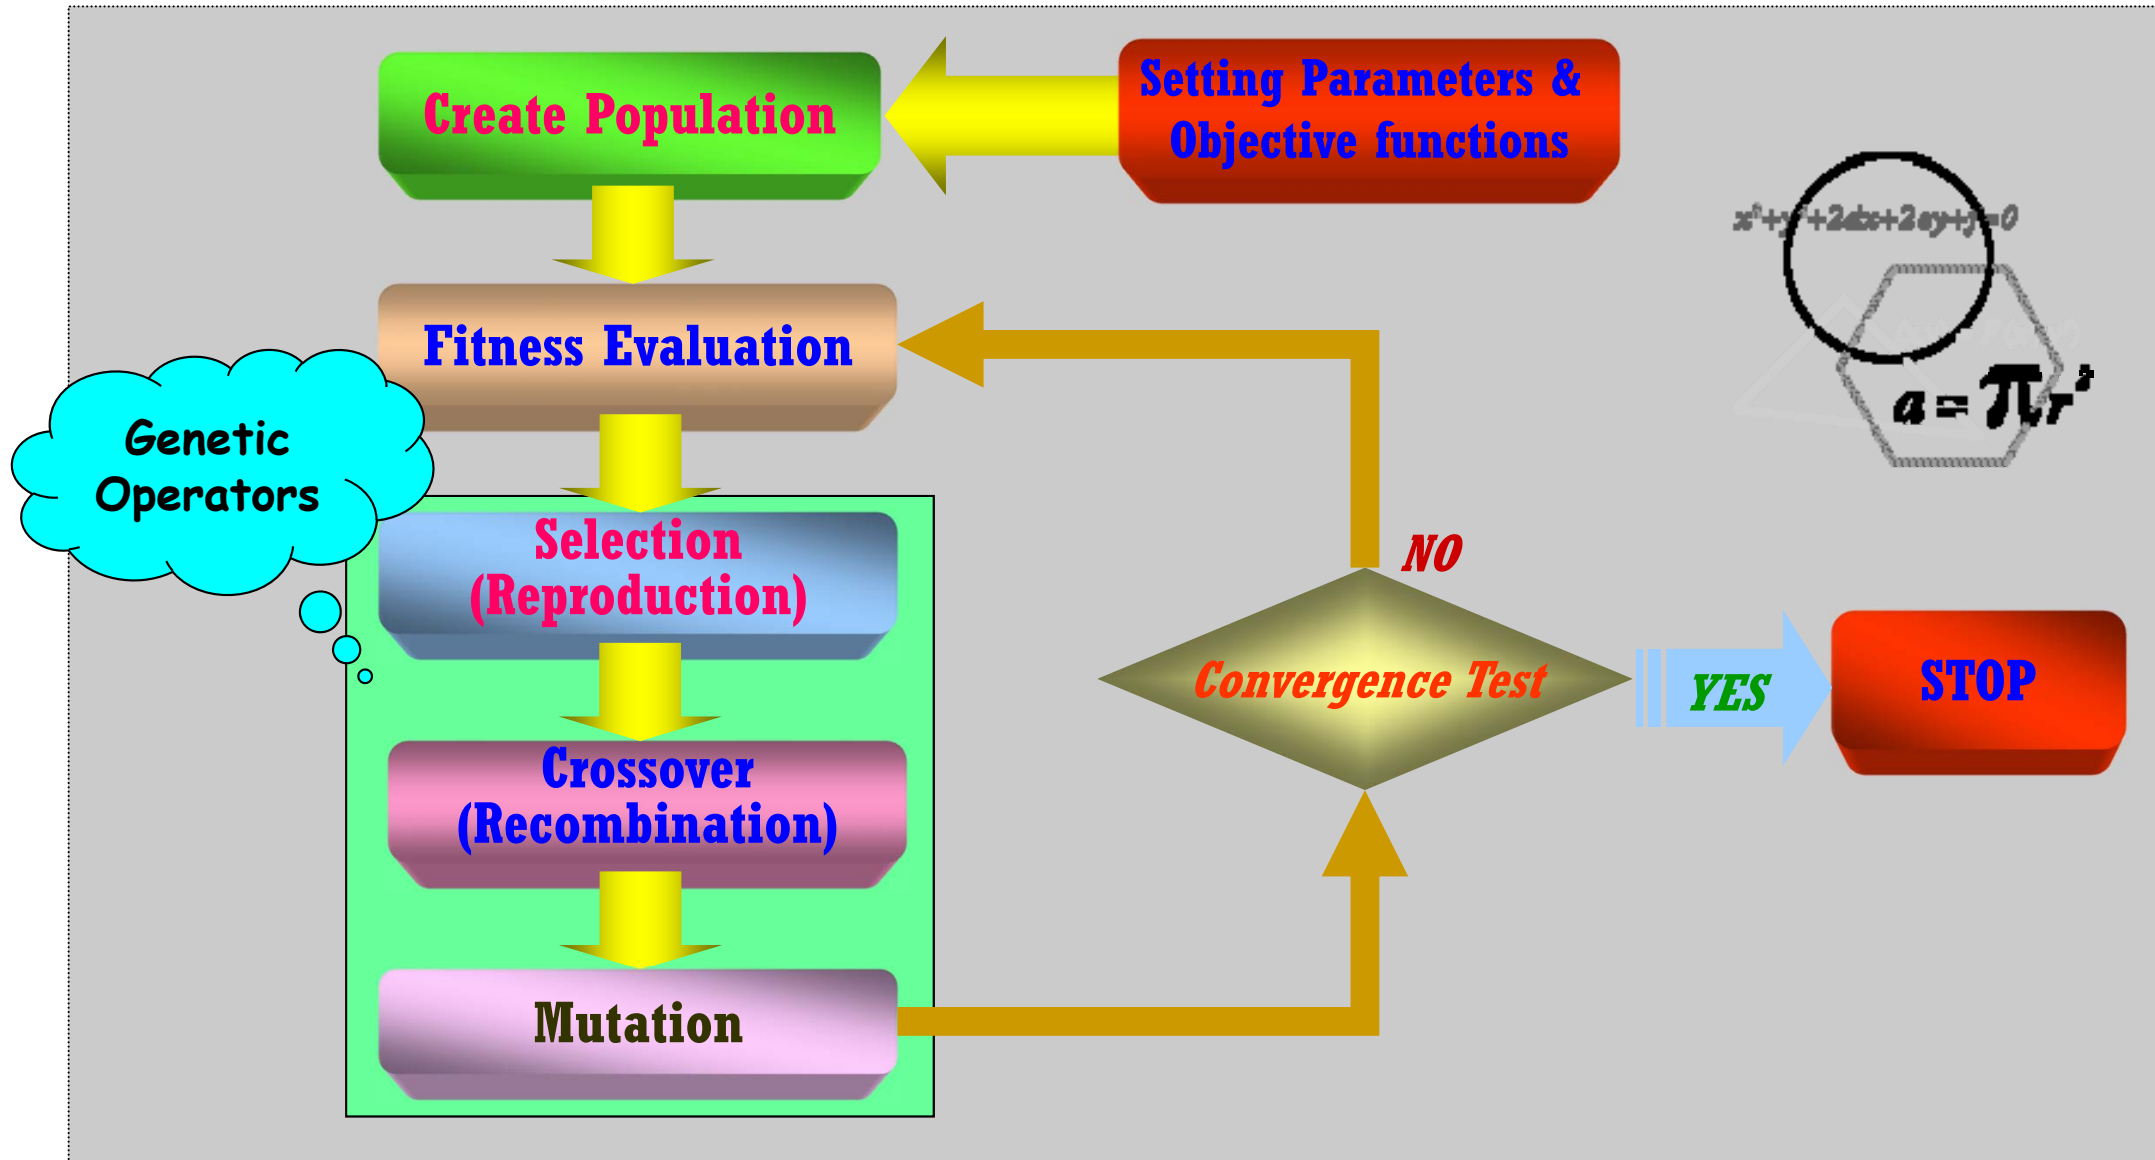 Setting Parameters &
Objective functions
Create Population
Fitness Evaluation
Genetic
Operators
Selection
(Reproduction)
Crossover
(Recombination)
Mutation
NO
Convergence Test
YES
STOP
a = πr²